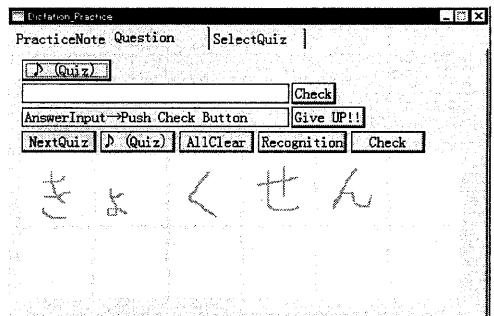 Dictation_Practice
PracticeNote Question SelectQuiz
♪ (Quiz)
Check
AnswerInput→Push Check Button Give UP!!
NextQuiz ♪ (Quiz) AllClear Recognition Check
きょくせん